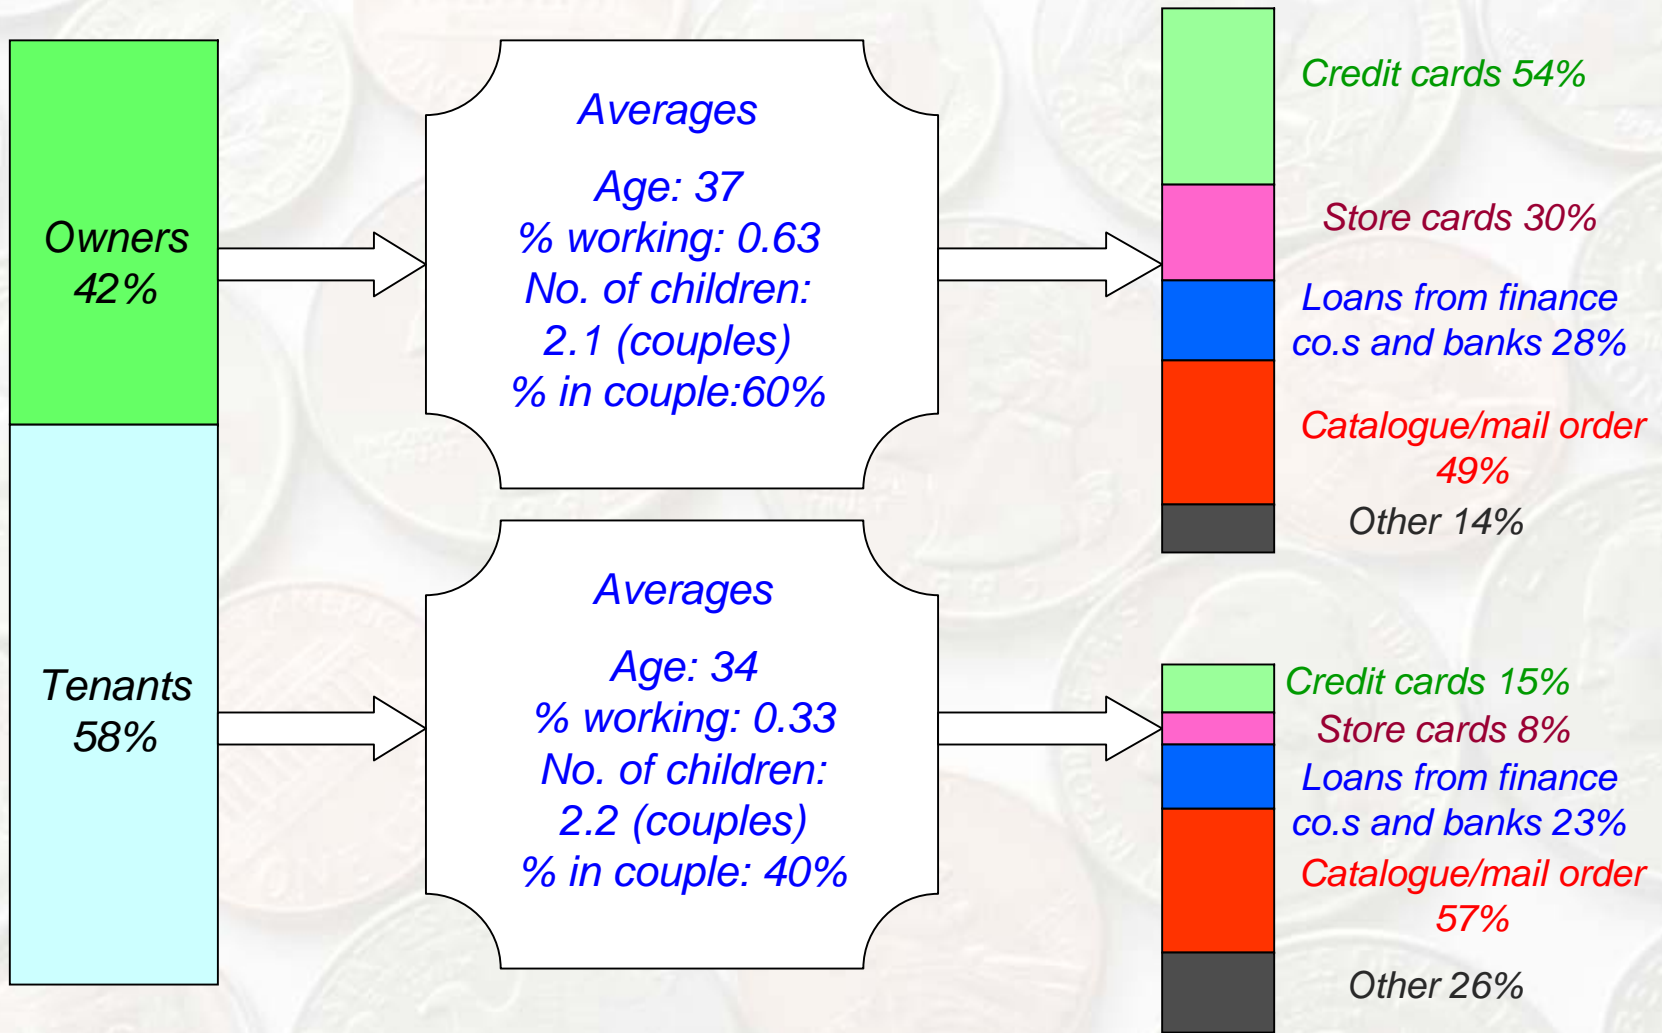 Owners
42%
Averages
Age: 37
% working: 0.63
No. of children:
2.1 (couples)
% in couple:60%
Credit cards 54%
Store cards 30%
Loans from finance
co.s and banks 28%
Catalogue/mail order
49%
Other 14%
Tenants
58%
Averages
Age: 34
% working: 0.33
No. of children:
2.2 (couples)
% in couple: 40%
Credit cards 15%
Store cards 8%
Loans from finance
co.s and banks 23%
Catalogue/mail order
57%
Other 26%